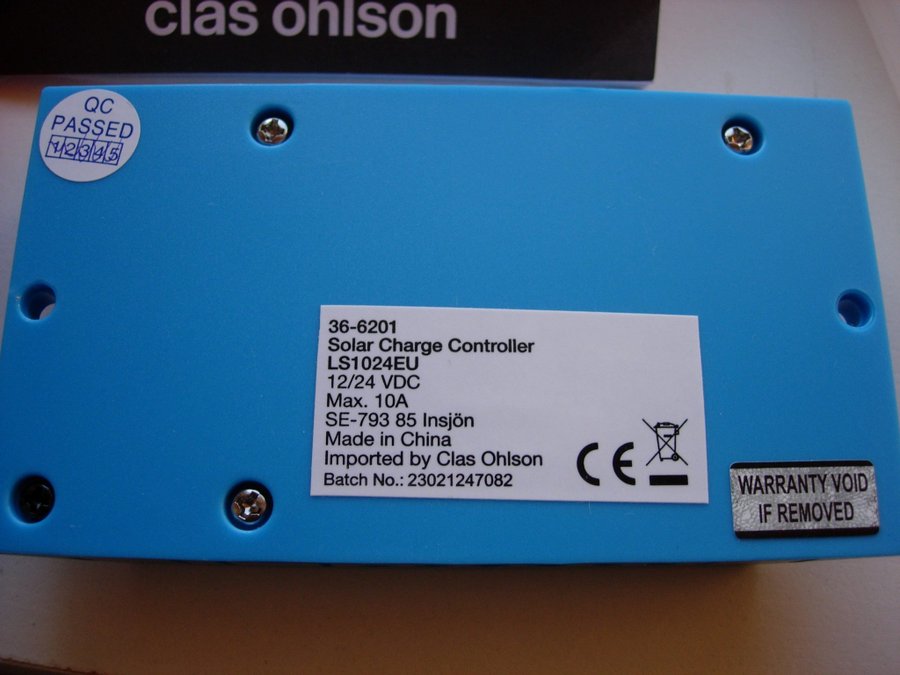 clas ohlson
QC
PASSED
12345
36-6201
Solar Charge Controller
LS1024EU
12/24 VDC
Max. 10A
SE-793 85 Insjön
Made in China
Imported by Clas Ohlson
Batch No.: 23021247082
CE
WARRANTY VOID
IF REMOVED